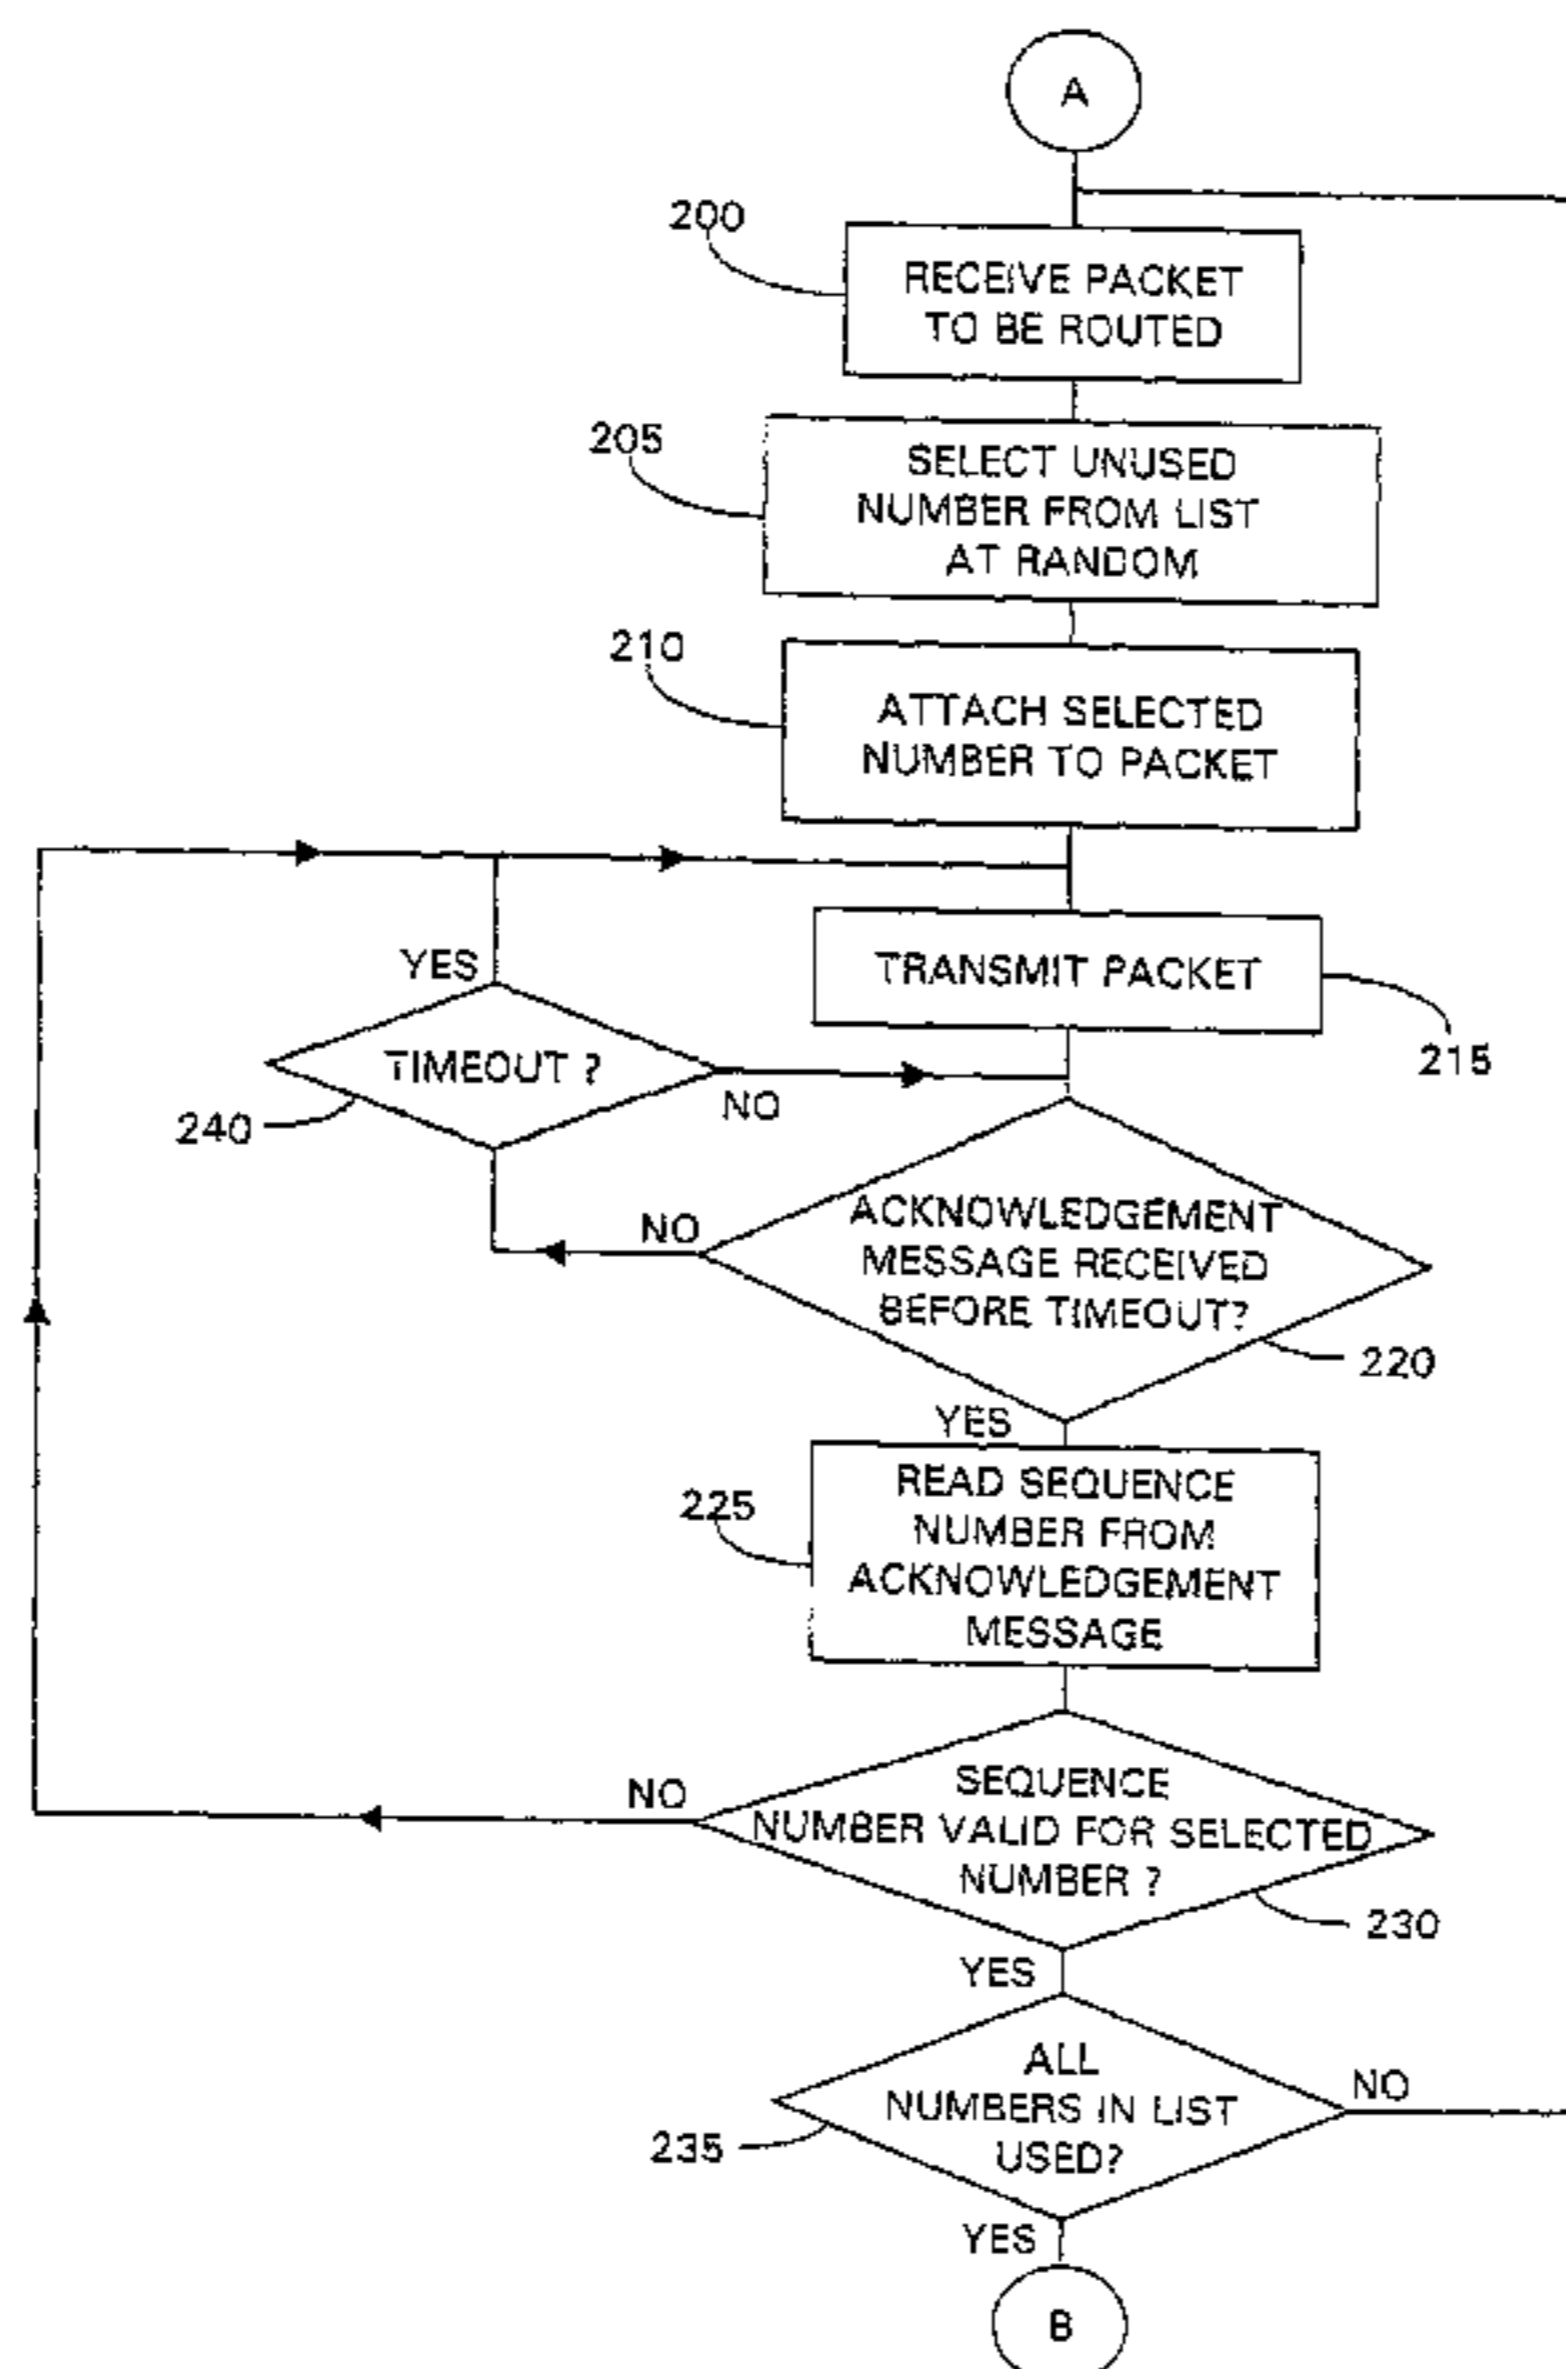 A
200
RECEIVE PACKET
TO BE ROUTED
205
SELECT UNUSED
NUMBER FROM LIST
AT RANDOM
210
ATTACH SELECTED
NUMBER TO PACKET
YES
TRANSMIT PACKET
215
TIMEOUT ?
NO
240
NO
ACKNOWLEDGEMENT
MESSAGE RECEIVED
BEFORE TIMEOUT?
220
YES
225
READ SEQUENCE
NUMBER FROM
ACKNOWLEDGEMENT
MESSAGE
NO
SEQUENCE
NUMBER VALID FOR SELECTED
NUMBER ?
230
YES
ALL
NUMBERS IN LIST
USED?
NO
235
YES
B